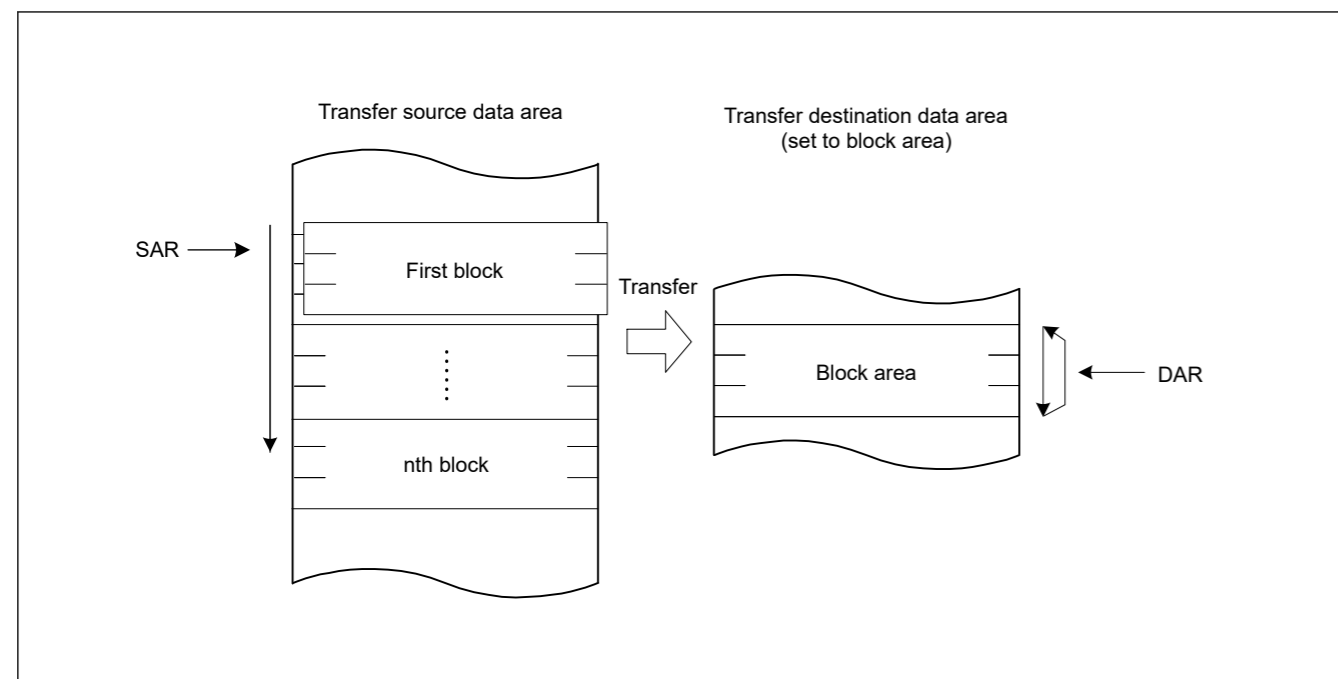 Transfer source data area
Transfer destination data area
(set to block area)
SAR
First block
Transfer
Block area
DAR
nth block